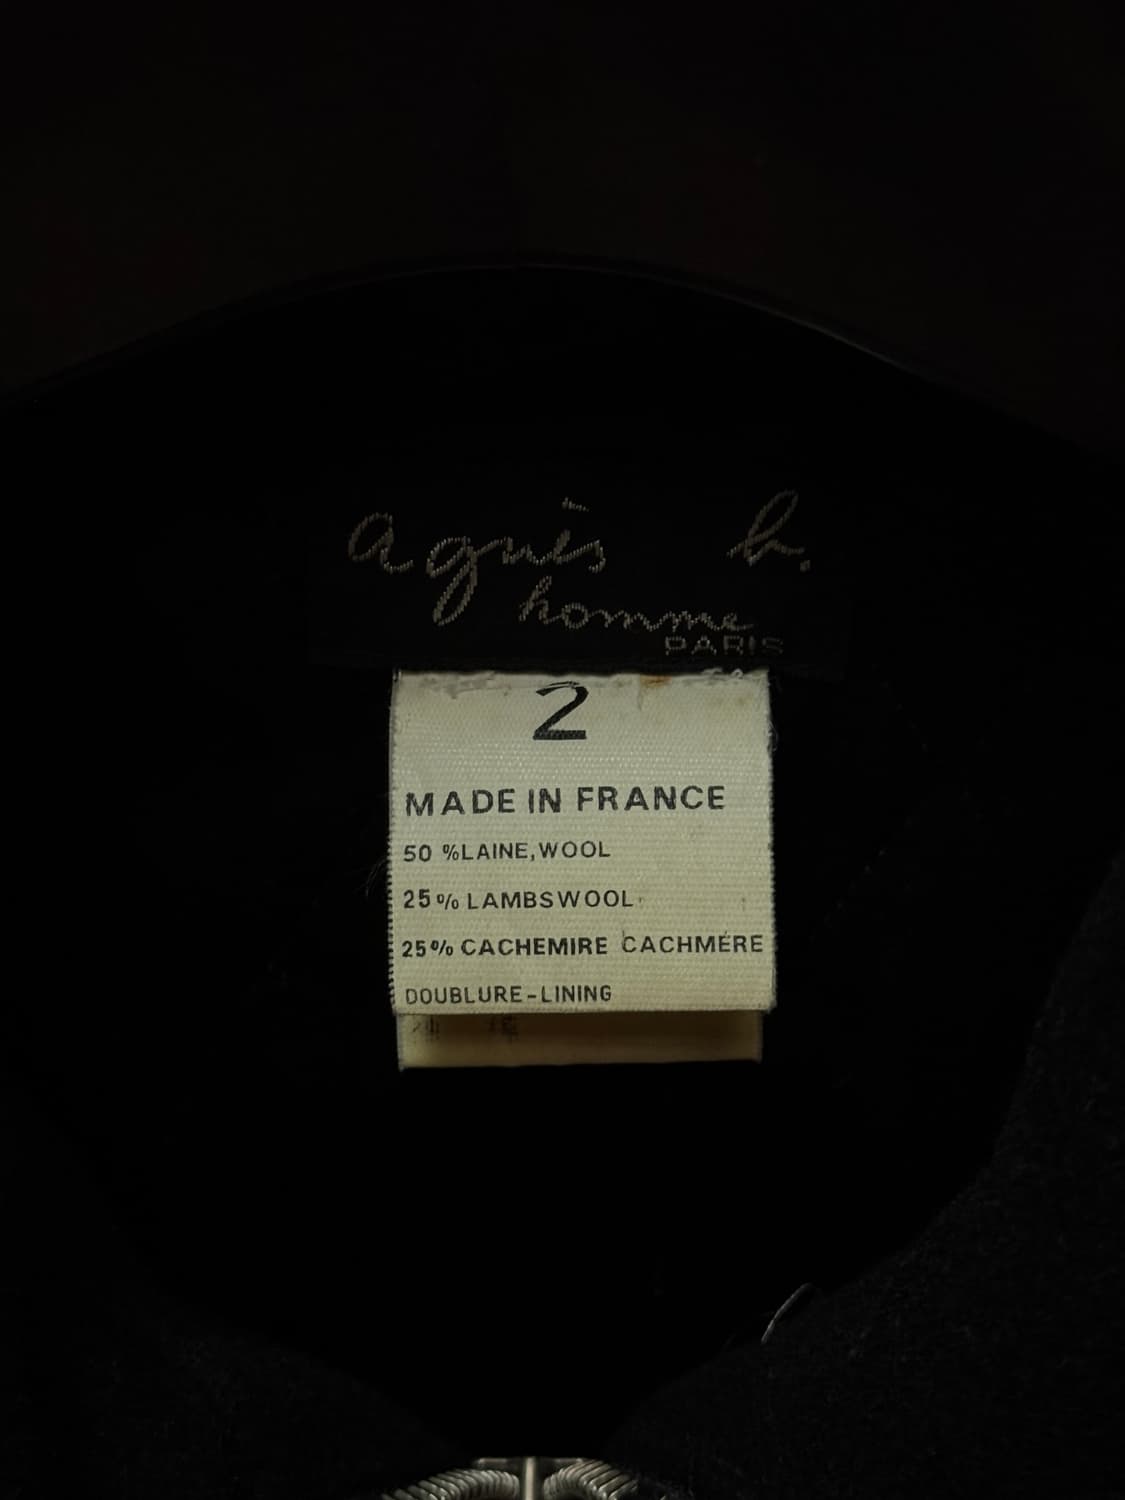 agnès b.
homme
PARIS
2
MADE IN FRANCE
50 %LAINE,WOOL
25% LAMBSWOOL
25% CACHEMIRE CACHMERE
DOUBLURE-LINING